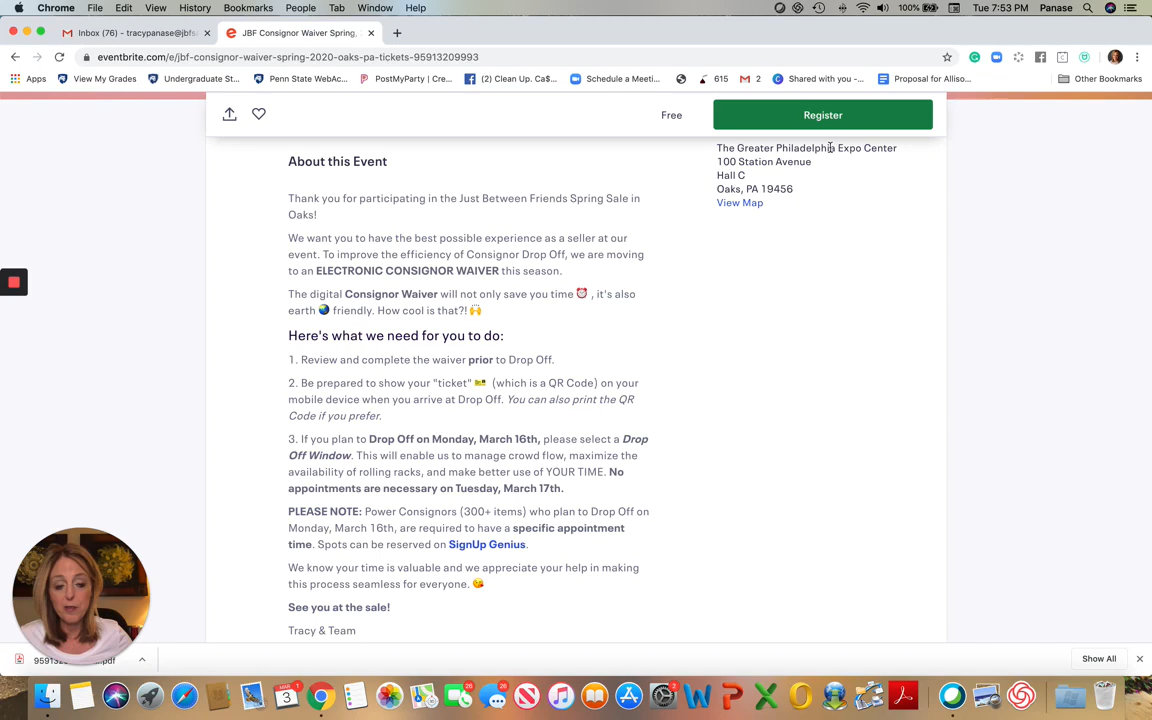 Chrome File Edit View History Bookmarks People Tab Window Help 100% Tue 7:53 PM Panase
Inbox (76) - tracypanase@jbfs JBF Consignor Waiver Spring,
eventbrite.com/e/jbf-consignor-waiver-spring-2020-oaks-pa-tickets-95913209993
Apps View My Grades Undergraduate St... Penn State WebAc... PostMyParty | Cre... (2) Clean Up. Ca$... Schedule a Meeti... 615 2 Shared with you -... Proposal for Alliso... Other Bookmarks
Free Register
The Greater Philadelphia Expo Center
100 Station Avenue
Hall C
Oaks, PA 19456
View Map
About this Event
Thank you for participating in the Just Between Friends Spring Sale in
Oaks!
We want you to have the best possible experience as a seller at our
event. To improve the efficiency of Consignor Drop Off, we are moving
to an ELECTRONIC CONSIGNOR WAIVER this season.
The digital Consignor Waiver will not only save you time ⏰ , it's also
earth 🌏 friendly. How cool is that?! 🙌
Here's what we need for you to do:
1. Review and complete the waiver prior to Drop Off.
2. Be prepared to show your "ticket" 🎫 (which is a QR Code) on your
mobile device when you arrive at Drop Off. You can also print the QR
Code if you prefer.
3. If you plan to Drop Off on Monday, March 16th, please select a Drop
Off Window. This will enable us to manage crowd flow, maximize the
availability of rolling racks, and make better use of YOUR TIME. No
appointments are necessary on Tuesday, March 17th.
PLEASE NOTE: Power Consignors (300+ items) who plan to Drop Off on
Monday, March 16th, are required to have a specific appointment
time. Spots can be reserved on SignUp Genius.
We know your time is valuable and we appreciate your help in making
this process seamless for everyone. 😘
See you at the sale!
Tracy & Team
Show All